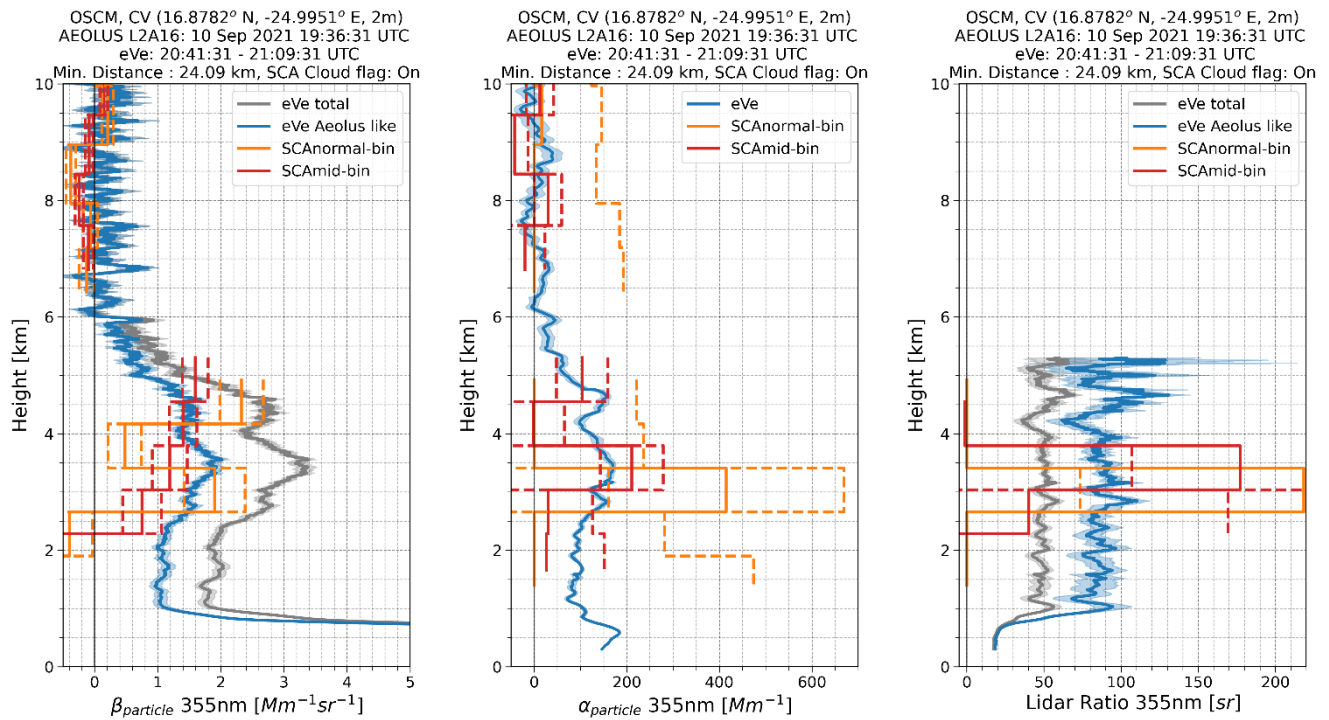 OSCM, CV (16.8782° N, -24.9951° E, 2m)
AEOLUS L2A16: 10 Sep 2021 19:36:31 UTC
eVe: 20:41:31 - 21:09:31 UTC
Min. Distance : 24.09 km, SCA Cloud flag: On
eVe total
eVe Aeolus like
SCAnormal-bin
SCAmid-bin
Height [km]
10
8
6
4
2
0
0 1 2 3 4 5
βparticle 355nm [Mm⁻¹sr⁻¹]
OSCM, CV (16.8782° N, -24.9951° E, 2m)
AEOLUS L2A16: 10 Sep 2021 19:36:31 UTC
eVe: 20:41:31 - 21:09:31 UTC
Min. Distance : 24.09 km, SCA Cloud flag: On
eVe
SCAnormal-bin
SCAmid-bin
Height [km]
10
8
6
4
2
0
0 200 400 600
αparticle 355nm [Mm⁻¹]
OSCM, CV (16.8782° N, -24.9951° E, 2m)
AEOLUS L2A16: 10 Sep 2021 19:36:31 UTC
eVe: 20:41:31 - 21:09:31 UTC
Min. Distance : 24.09 km, SCA Cloud flag: On
eVe total
eVe Aeolus like
SCAnormal-bin
SCAmid-bin
Height [km]
10
8
6
4
2
0
0 50 100 150 200
Lidar Ratio 355nm [sr]